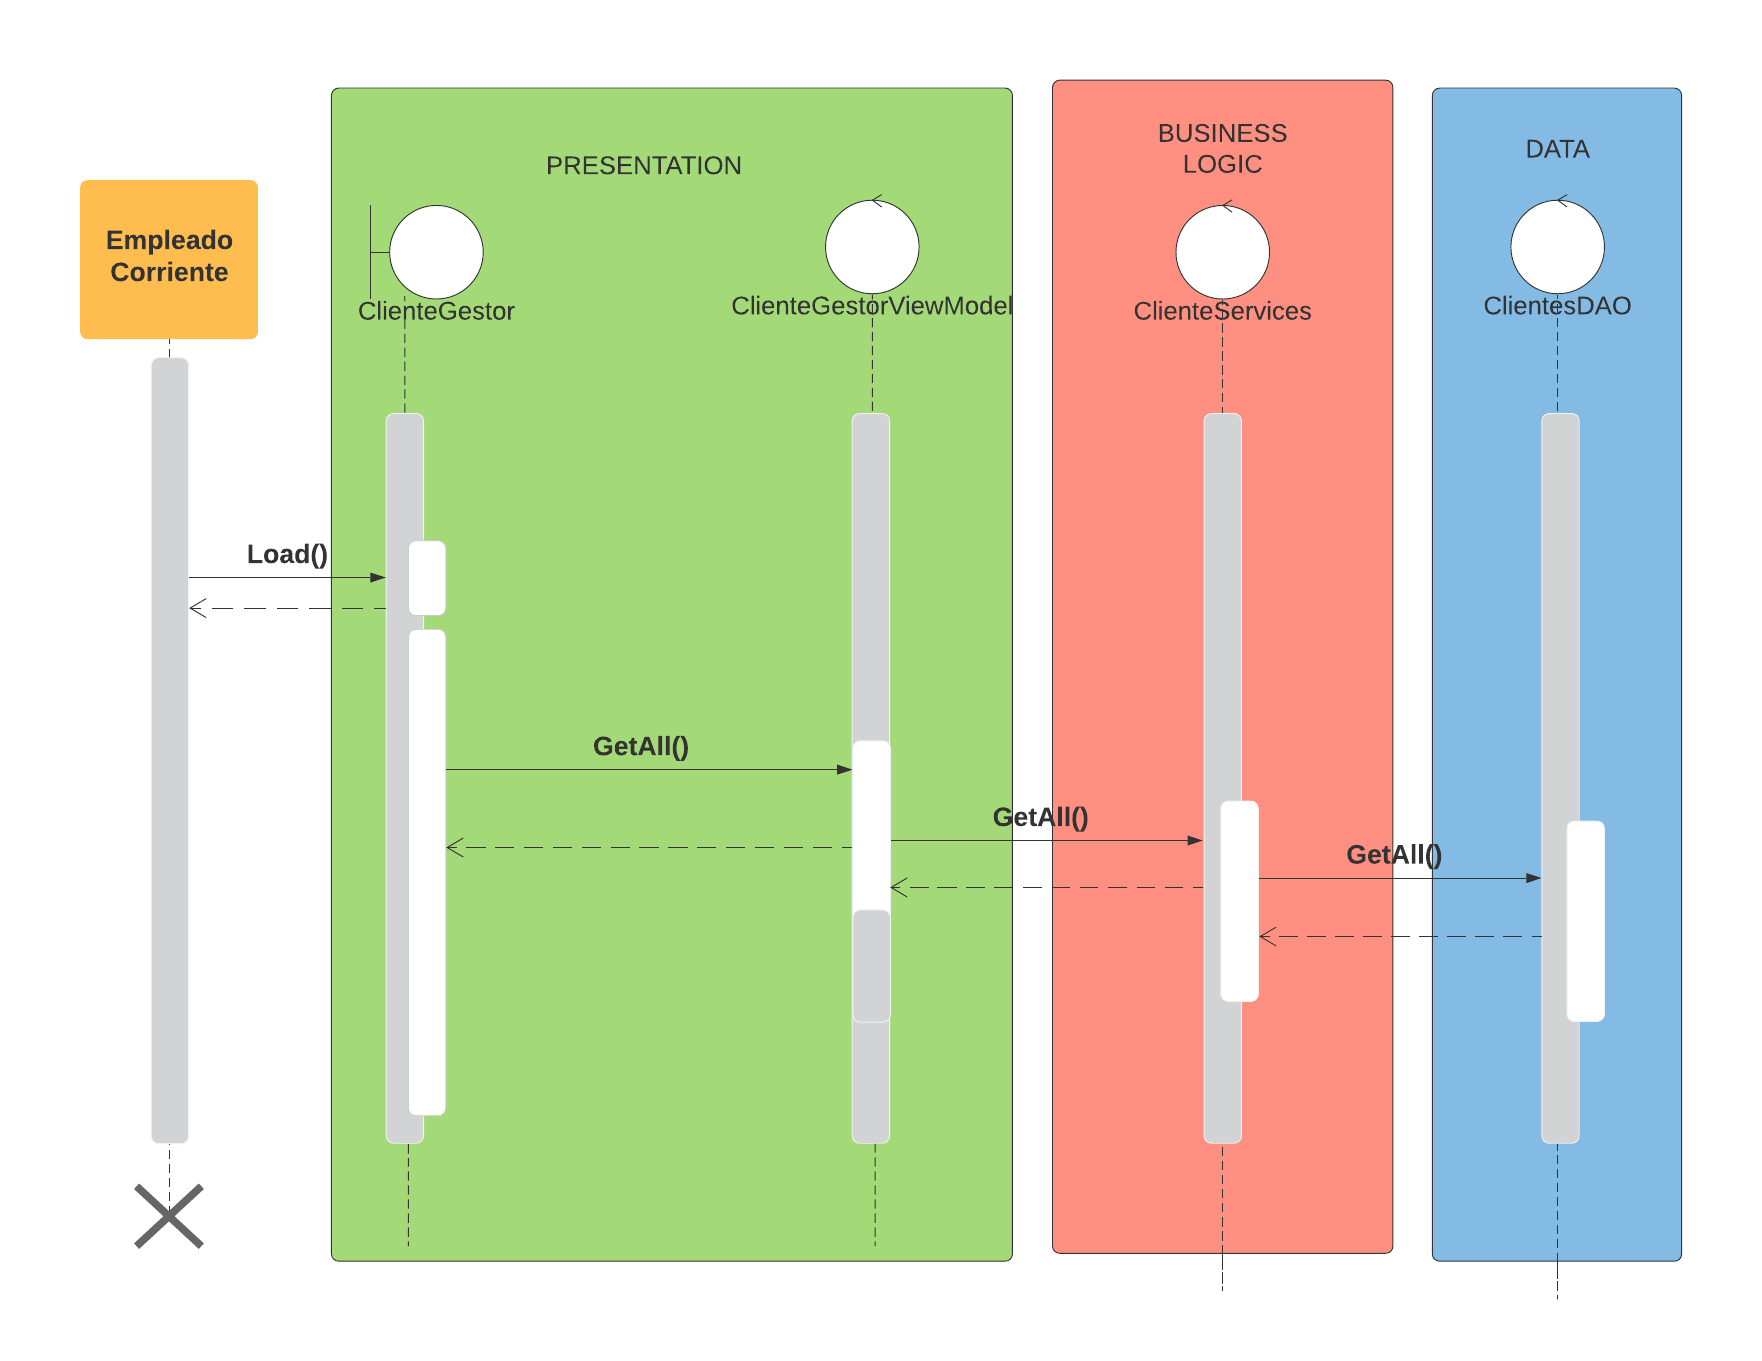 PRESENTATION
BUSINESS
LOGIC
DATA
Empleado
Corriente
ClienteGestor
ClienteGestorViewModel
ClienteServices
ClientesDAO
Load()
GetAll()
GetAll()
GetAll()